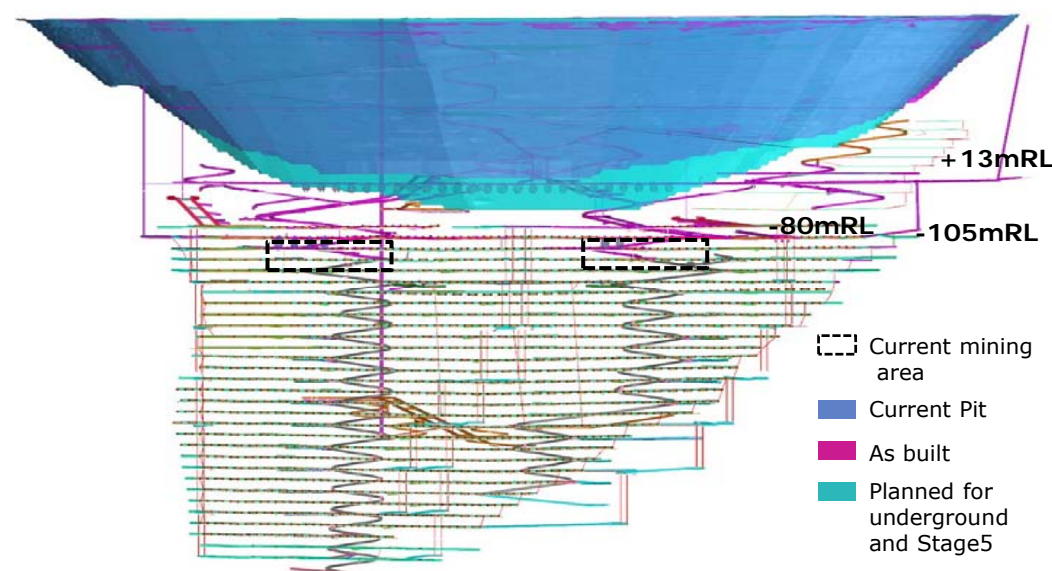 +13mRL
-80mRL
-105mRL
Current mining
area
Current Pit
As built
Planned for
underground
and Stage5